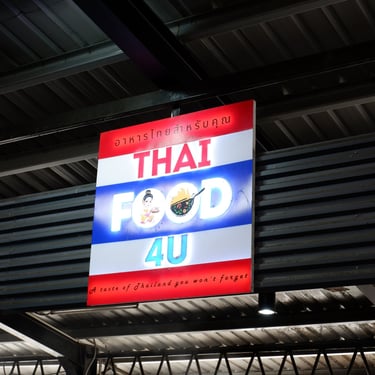 อาหารไทยสำหรับคุณ
THAI
FOOD
4U
A taste of Thailand you won't forget